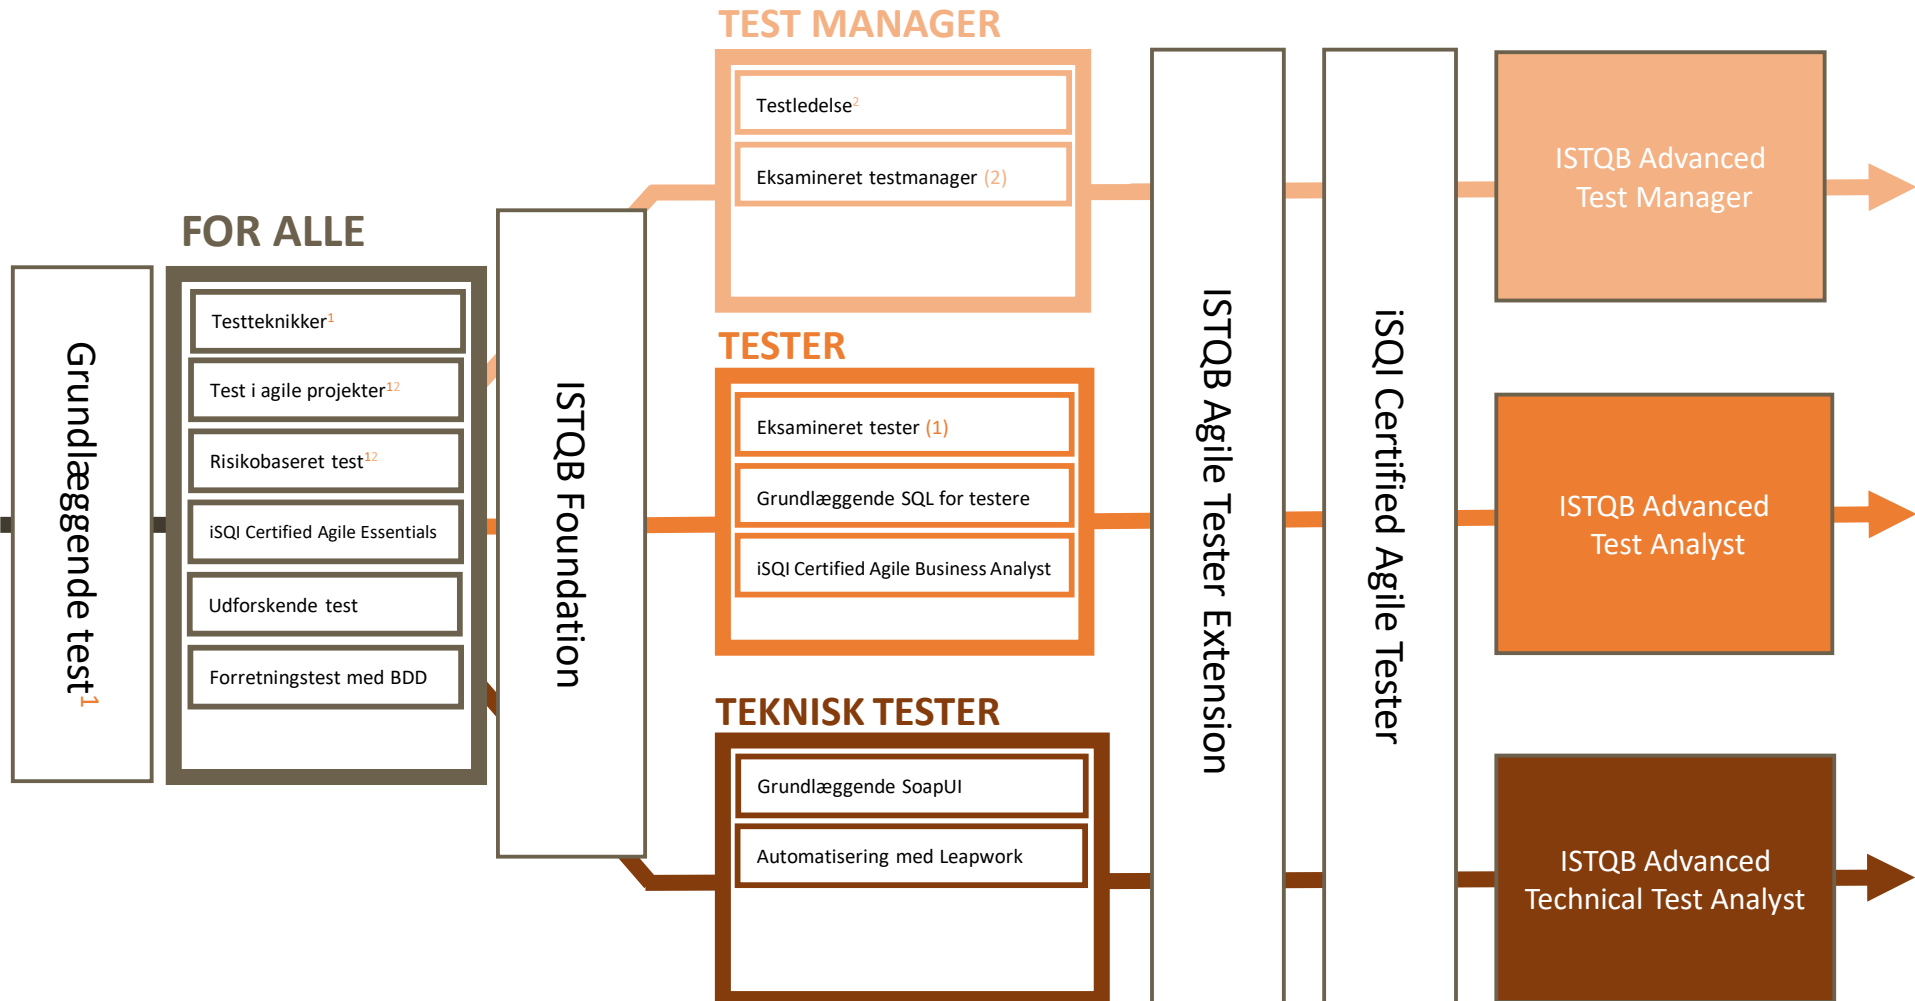 Grundlæggende test1
FOR ALLE
Testteknikker1
Test i agile projekter12
Risikobaseret test12
iSQI Certified Agile Essentials
Udforskende test
Forretningstest med BDD
ISTQB Foundation
TEST MANAGER
Testledelse2
Eksamineret testmanager (2)
TESTER
Eksamineret tester (1)
Grundlæggende SQL for testere
iSQI Certified Agile Business Analyst
TEKNISK TESTER
Grundlæggende SoapUI
Automatisering med Leapwork
ISTQB Agile Tester Extension
iSQI Certified Agile Tester
ISTQB Advanced
Test Manager
ISTQB Advanced
Test Analyst
ISTQB Advanced
Technical Test Analyst